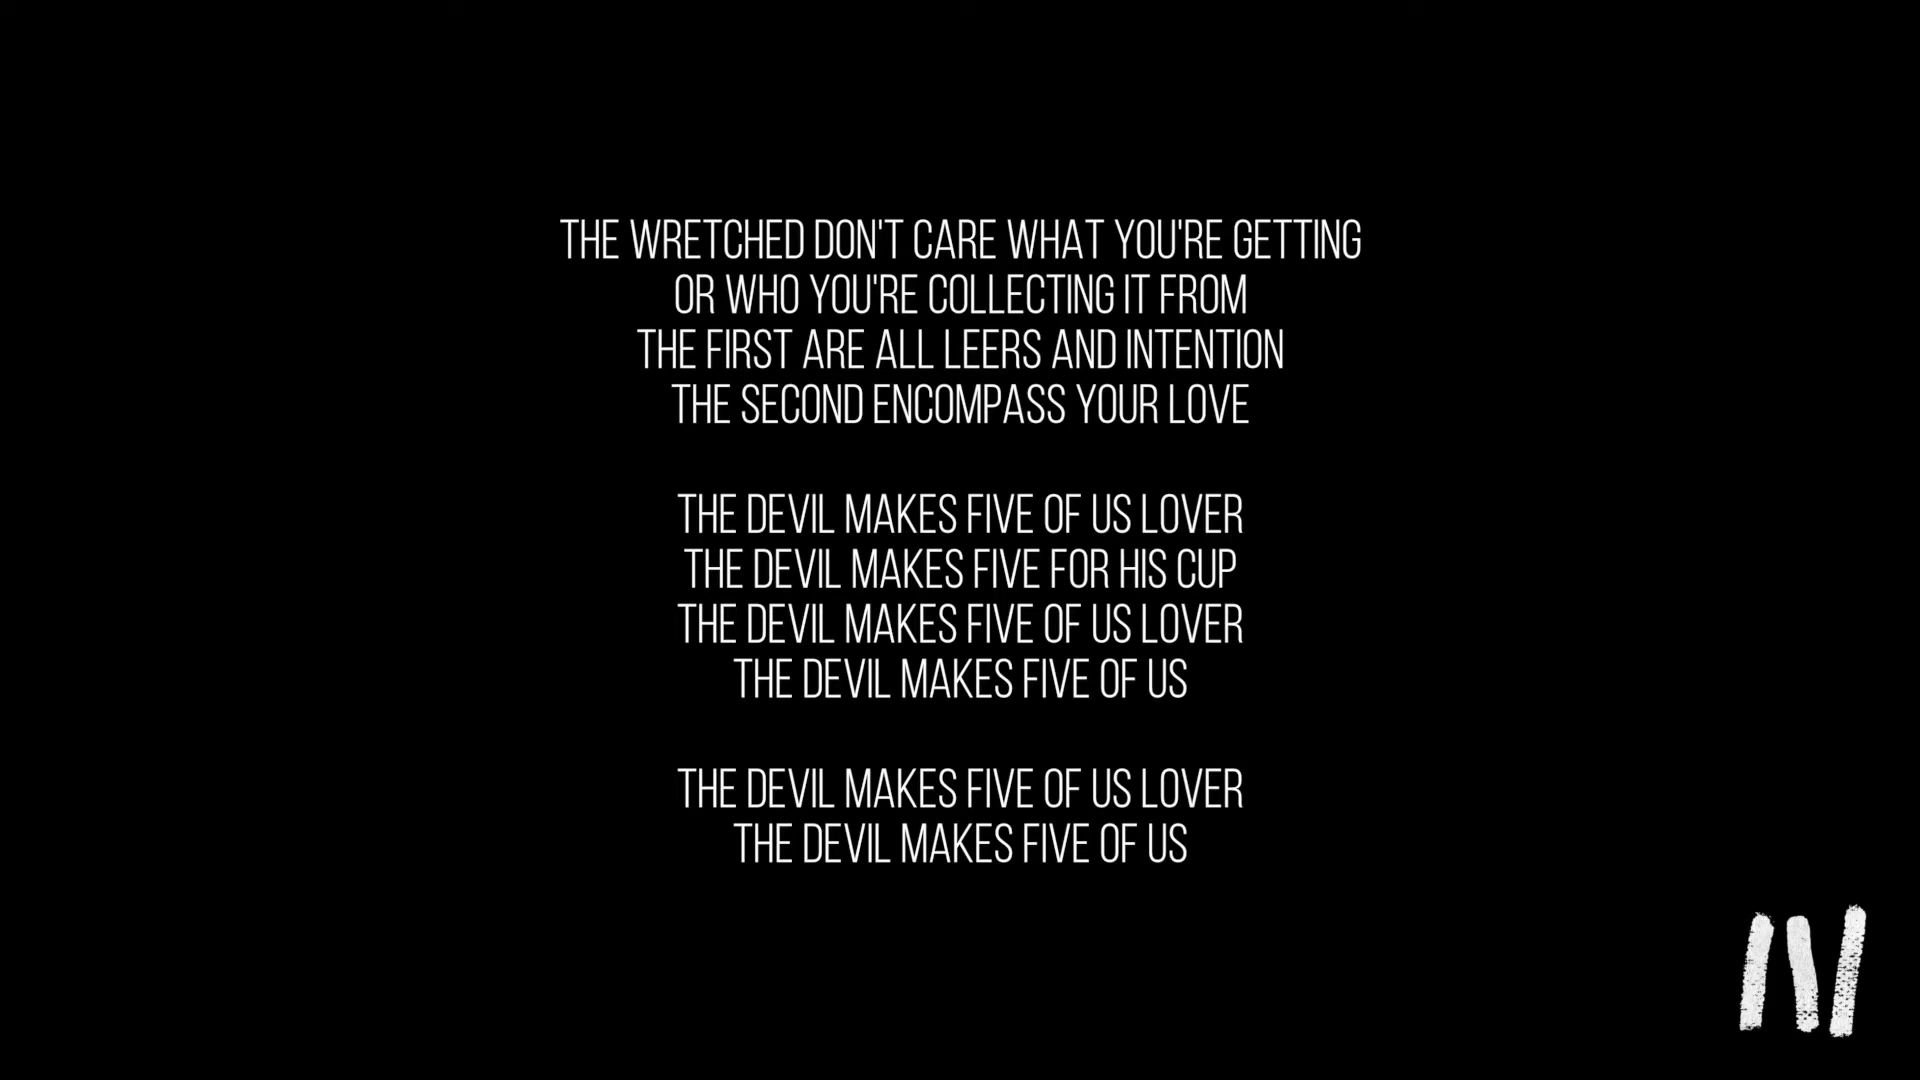 THE WRETCHED DON'T CARE WHAT YOU'RE GETTING
OR WHO YOU'RE COLLECTING IT FROM
THE FIRST ARE ALL LEERS AND INTENTION
THE SECOND ENCOMPASS YOUR LOVE
THE DEVIL MAKES FIVE OF US LOVER
THE DEVIL MAKES FIVE FOR HIS CUP
THE DEVIL MAKES FIVE OF US LOVER
THE DEVIL MAKES FIVE OF US
THE DEVIL MAKES FIVE OF US LOVER
THE DEVIL MAKES FIVE OF US